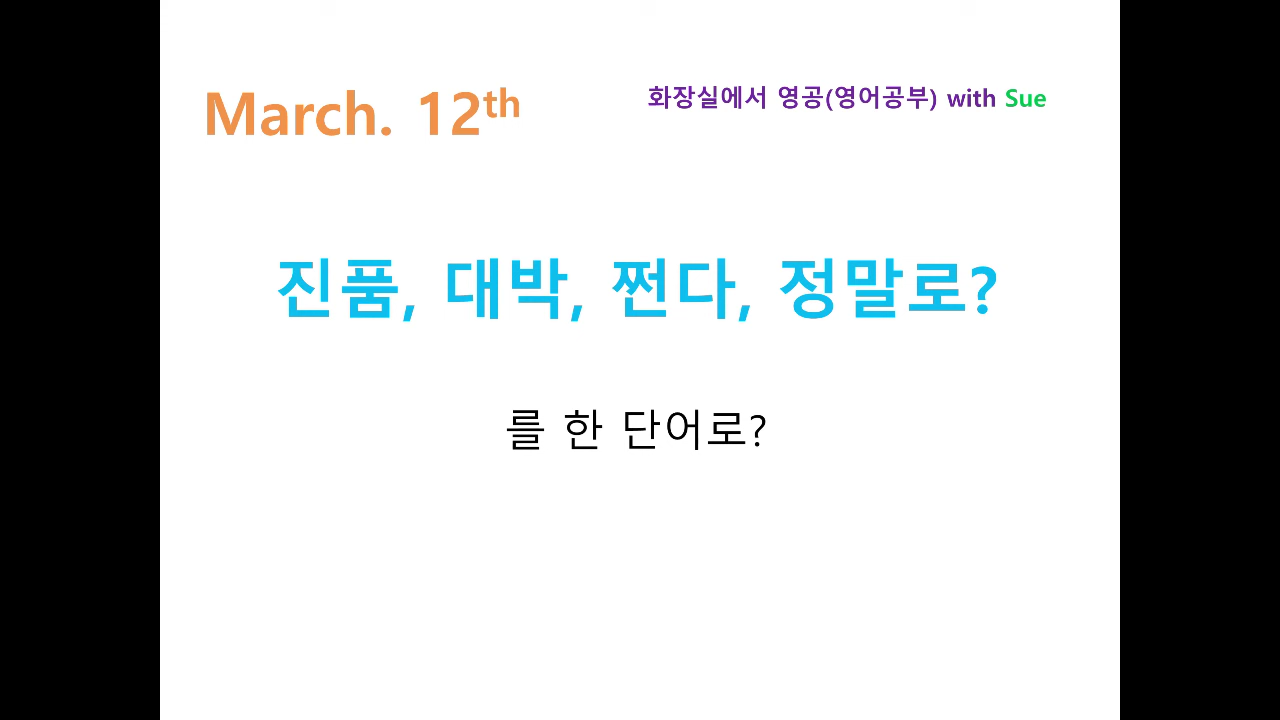 March. 12th
화장실에서 영공(영어공부) with Sue
진품, 대박, 쩐다, 정말로?
를 한 단어로?